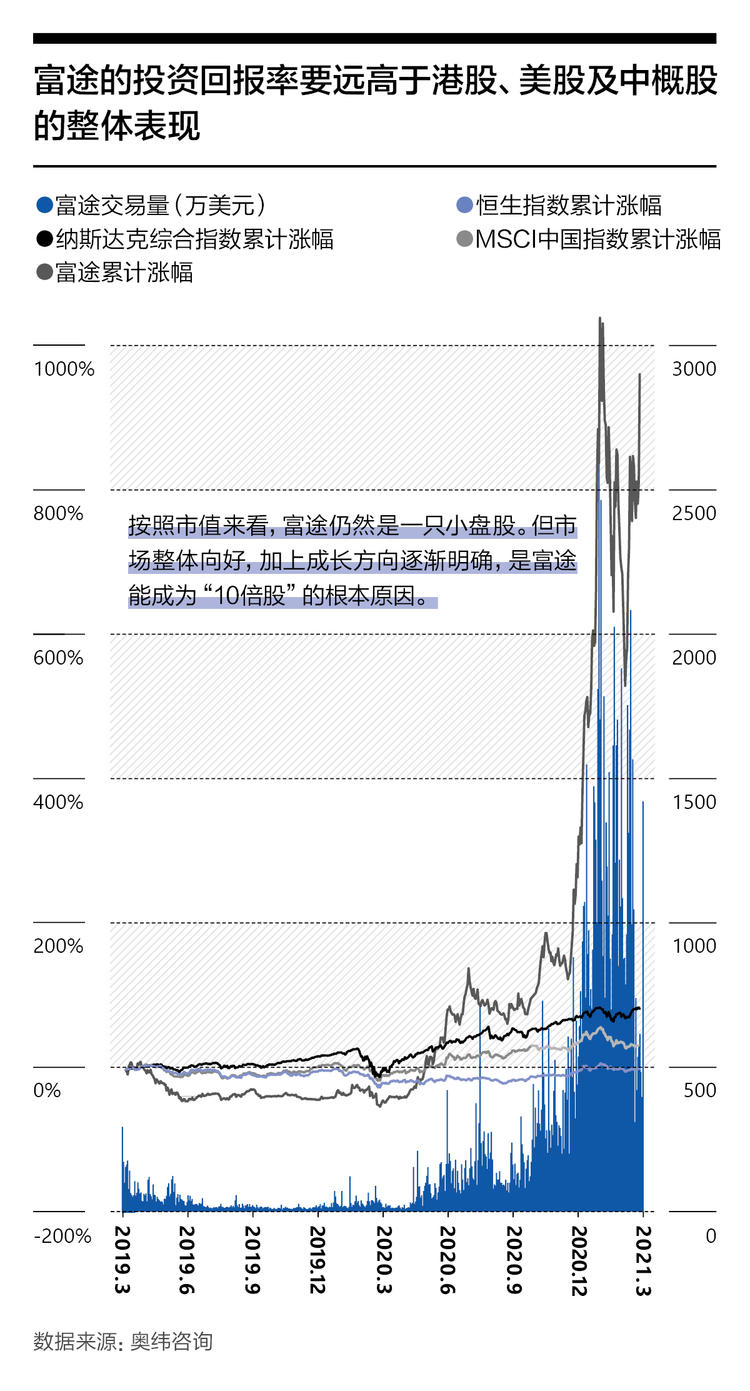 富途的投资回报率要远高于港股、美股及中概股
的整体表现
富途交易量（万美元）
恒生指数累计涨幅
纳斯达克综合指数累计涨幅
MSCI中国指数累计涨幅
富途累计涨幅
1000%
3000
800%
2500
按照市值来看，富途仍然是一只小盘股。但市
场整体向好，加上成长方向逐渐明确，是富途
能成为“10倍股”的根本原因。
600%
2000
400%
1500
200%
1000
0%
500
-200%
0
2019.3
2019.6
2019.9
2019.12
2020.3
2020.6
2020.9
2020.12
2021.3
数据来源：奥纬咨询